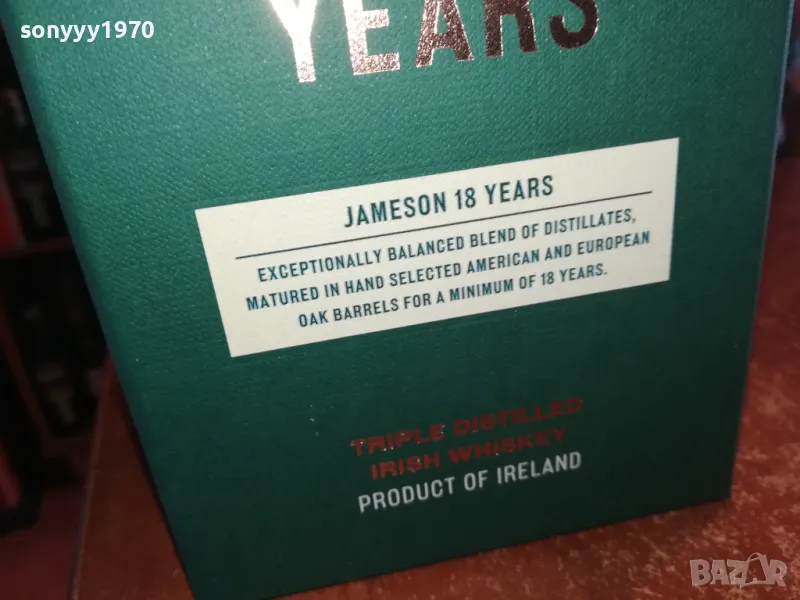 sonyyy1970
YEARS
JAMESON 18 YEARS
EXCEPTIONALLY BALANCED BLEND OF DISTILLATES,
MATURED IN HAND SELECTED AMERICAN AND EUROPEAN
OAK BARRELS FOR A MINIMUM OF 18 YEARS.
TRIPLE DISTILLED
IRISH WHISKEY
PRODUCT OF IRELAND
BAZAR